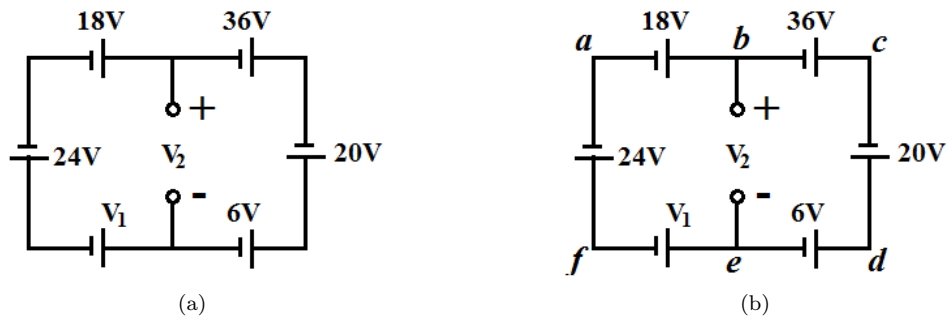 18V 36V
+
24V V₂ 20V
-
V₁ 6V
(a)
18V 36V
a b c
+
24V V₂ 20V
-
V₁ 6V
f e d
(b)